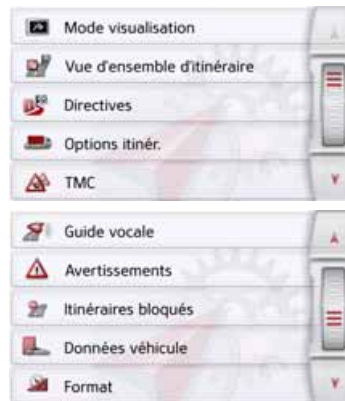 Mode visualisation
Vue d'ensemble d'itinéraire
Directives
Options itinér.
TMC
Guide vocale
Avertissements
Itinéraires bloqués
Données véhicule
Format